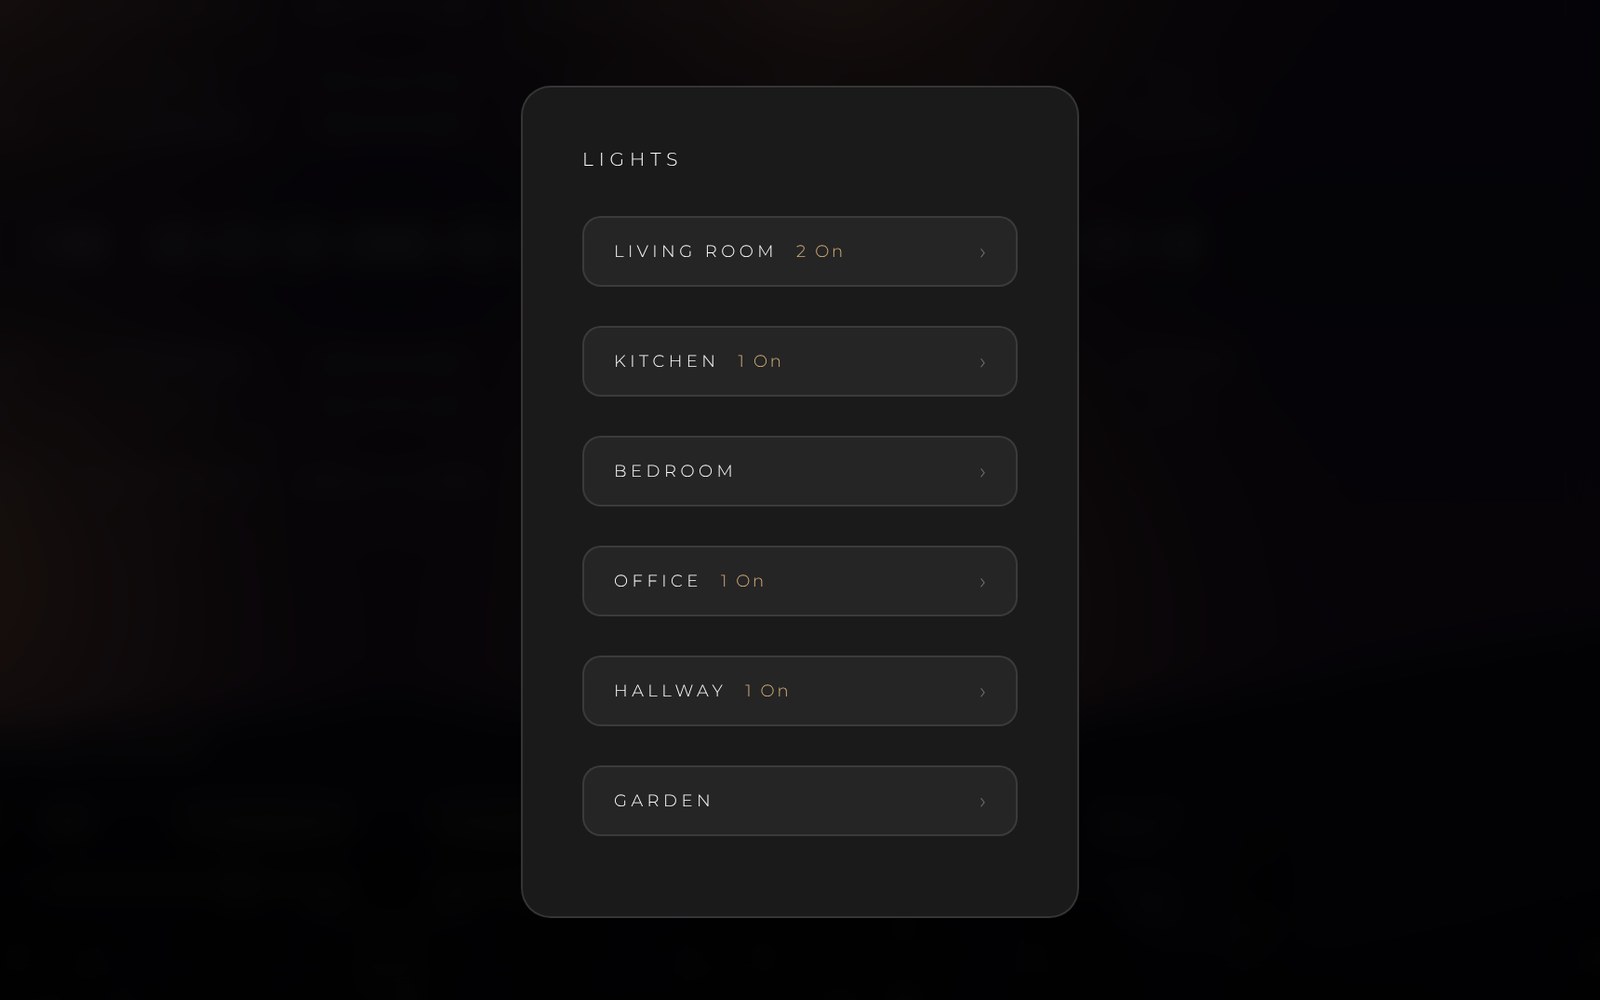 LIGHTS
LIVING ROOM 2 On ›
KITCHEN 1 On ›
BEDROOM ›
OFFICE 1 On ›
HALLWAY 1 On ›
GARDEN ›